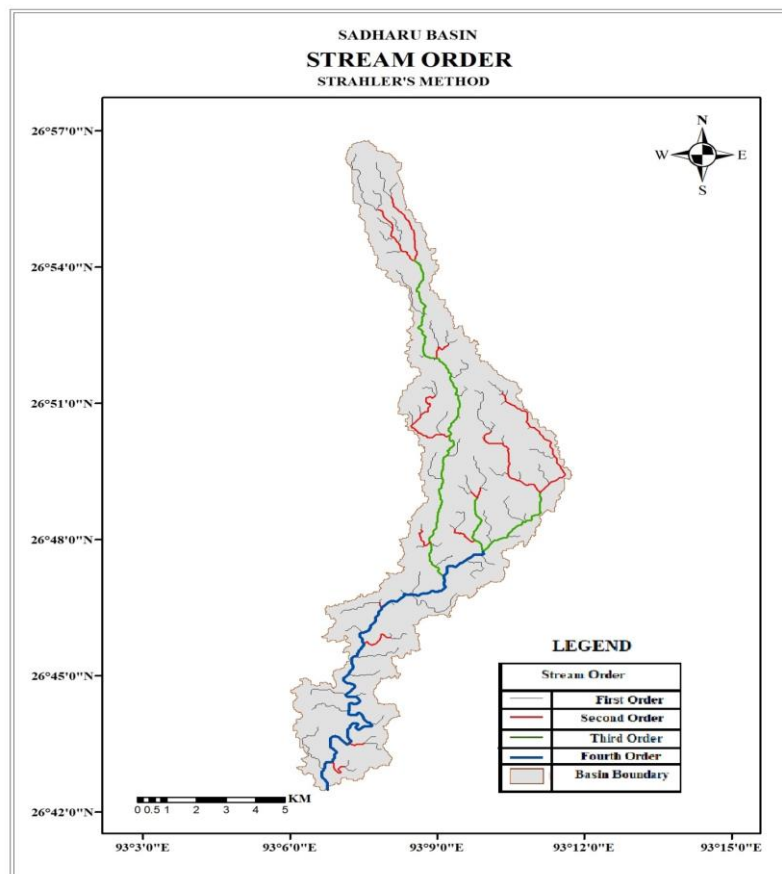 SADHARU BASIN
STREAM ORDER
STRAHLER'S METHOD
26°57'0"N
N
W E
S
26°54'0"N
26°51'0"N
26°48'0"N
26°45'0"N
LEGEND
Stream Order
First Order
Second Order
Third Order
Fourth Order
Basin Boundary
KM
0 0.5 1 2 3 4 5
26°42'0"N
93°3'0"E 93°6'0"E 93°9'0"E 93°12'0"E 93°15'0"E